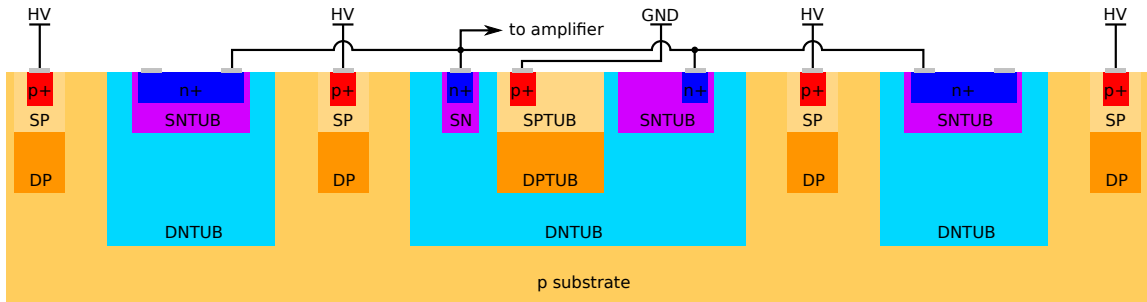 HV HV GND HV HV
to amplifier
p+ n+ p+ n+ p+ n+ p+ n+ p+
SP SNTUB SP SN SPTUB SNTUB SP SNTUB SP
DP DP DPTUB DP DP
DNTUB DNTUB DNTUB
p substrate